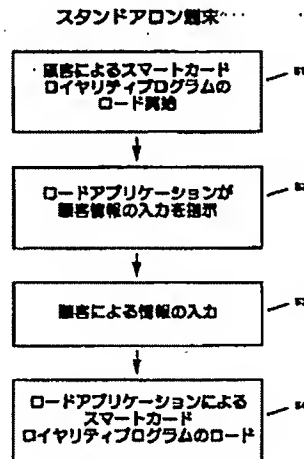 スタンドアロン端末
顧客によるスマートカード
ロイヤリティプログラムの
ロード開始
ロードアプリケーションが
顧客情報の入力を指示
顧客による情報の入力
ロードアプリケーションによる
スマートカード
ロイヤリティプログラムのロード